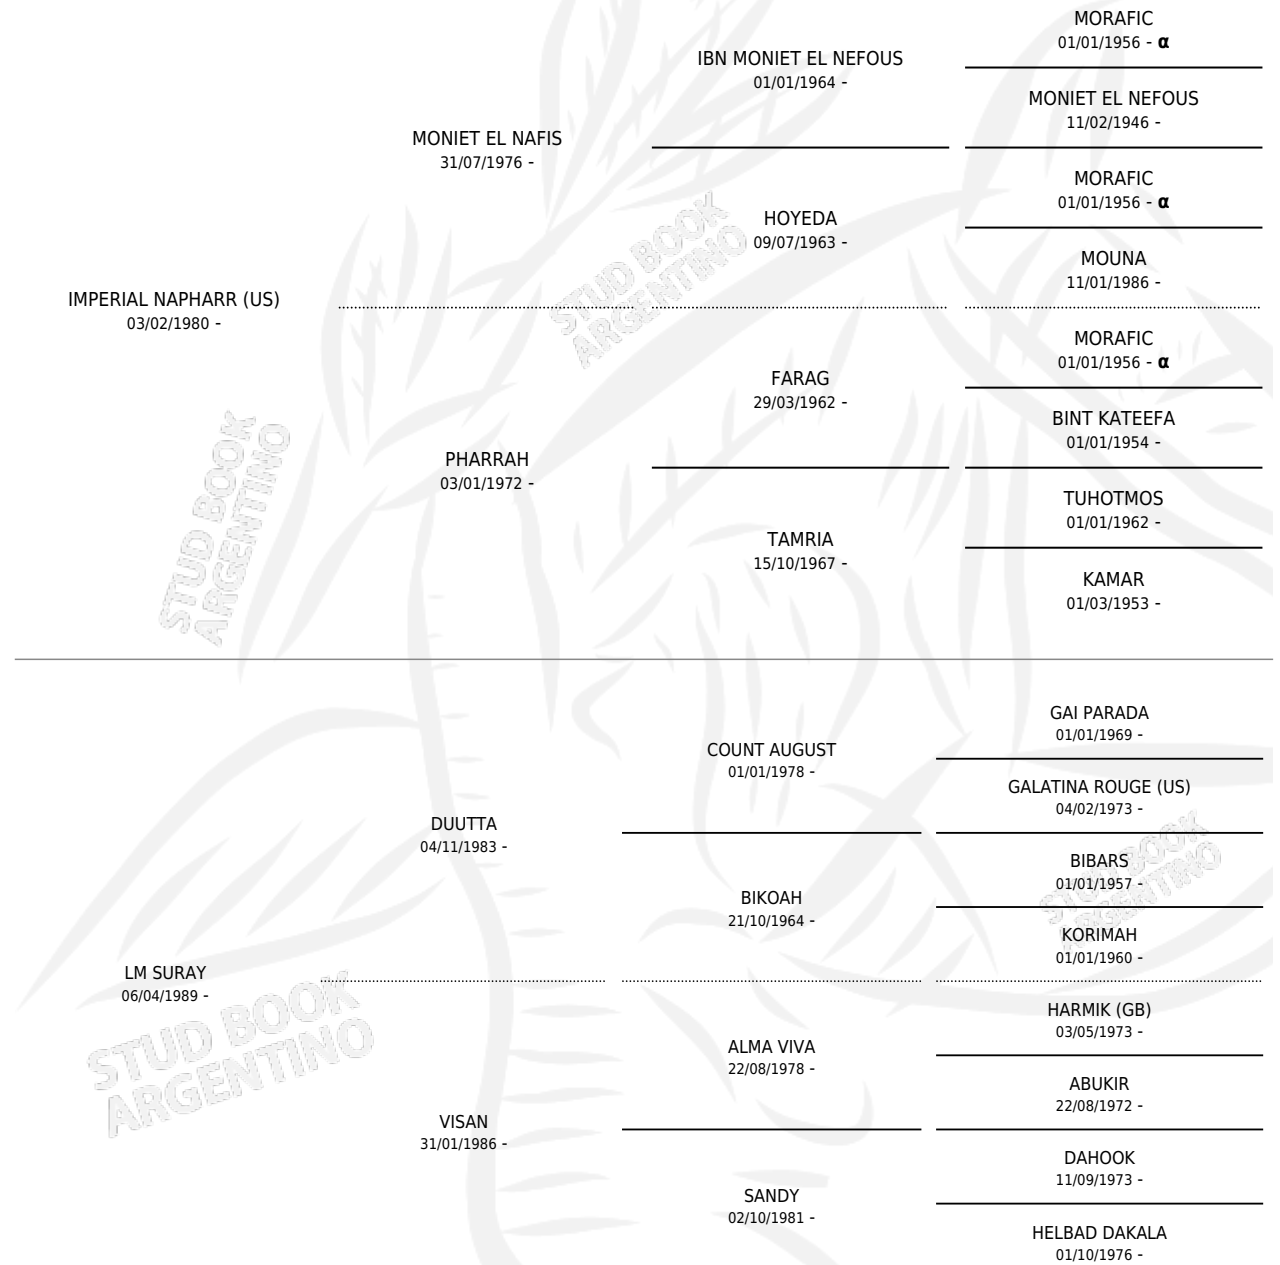 MORAFIC
01/01/1956 - α
IBN MONIET EL NEFOUS
01/01/1964 -
MONIET EL NEFOUS
11/02/1946 -
MONIET EL NAFIS
31/07/1976 -
MORAFIC
01/01/1956 - α
HOYEDA
09/07/1963 -
MOUNA
11/01/1986 -
IMPERIAL NAPHARR (US)
03/02/1980 -
MORAFIC
01/01/1956 - α
FARAG
29/03/1962 -
BINT KATEEFA
01/01/1954 -
PHARRAH
03/01/1972 -
TUHOTMOS
01/01/1962 -
TAMRIA
15/10/1967 -
KAMAR
01/03/1953 -
GAI PARADA
01/01/1969 -
COUNT AUGUST
01/01/1978 -
GALATINA ROUGE (US)
04/02/1973 -
DUUTTA
04/11/1983 -
BIBARS
01/01/1957 -
BIKOAH
21/10/1964 -
KORIMAH
01/01/1960 -
LM SURAY
06/04/1989 -
HARMIK (GB)
03/05/1973 -
ALMA VIVA
22/08/1978 -
ABUKIR
22/08/1972 -
VISAN
31/01/1986 -
DAHOOK
11/09/1973 -
SANDY
02/10/1981 -
HELBAD DAKALA
01/10/1976 -
STUD BOOK
ARGENTINO
STUD BOOK
ARGENTINO
STUD BOOK
ARGENTINO
STUD BOOK
ARGENTINO